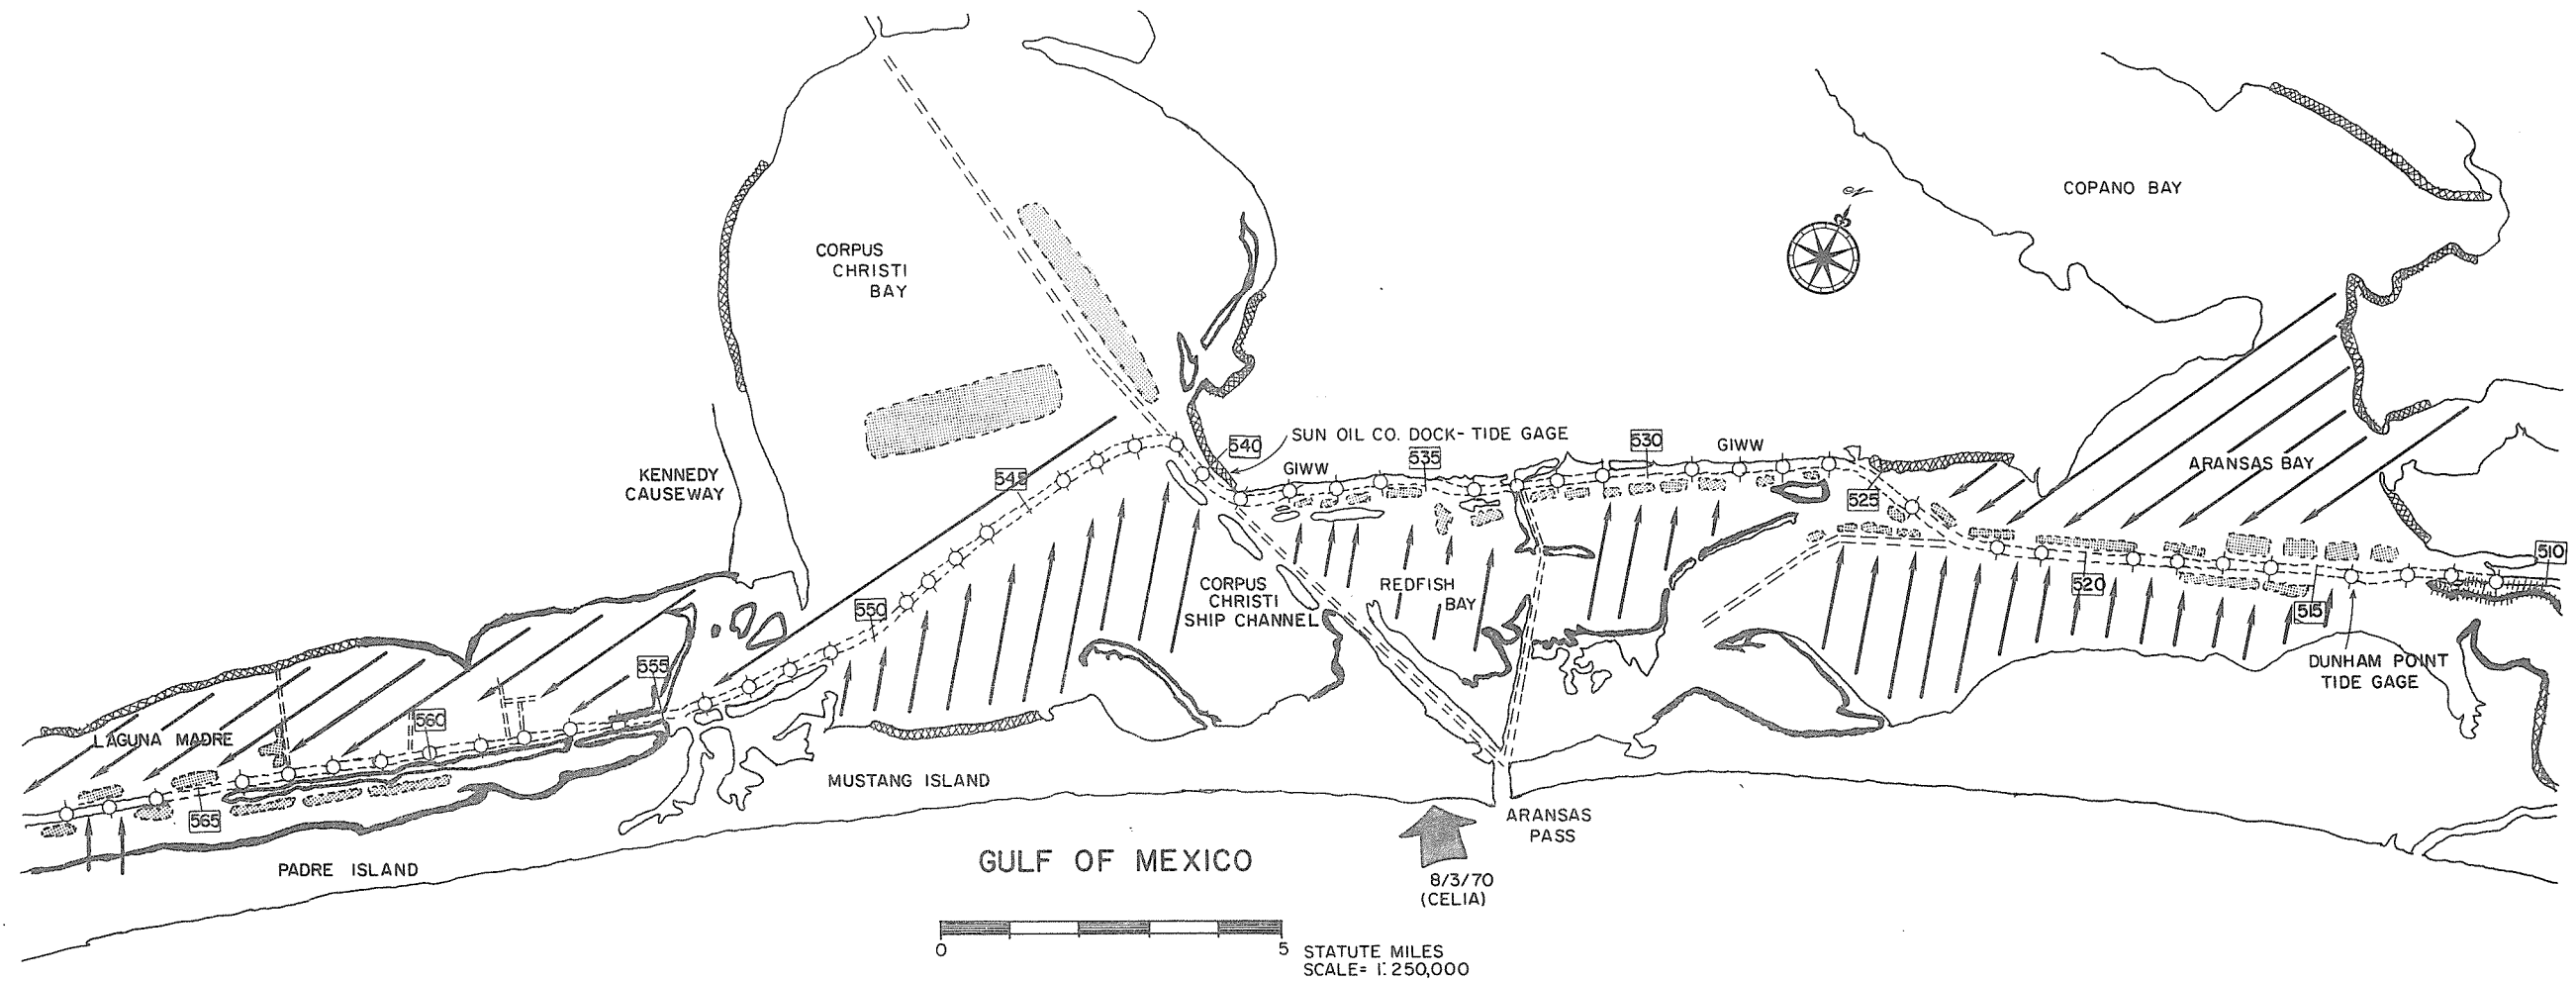 COPANO BAY
N
CORPUS
CHRISTI
BAY
540
SUN OIL CO. DOCK-TIDE GAGE
530
GIWW
535
GIWW
ARANSAS BAY
KENNEDY
CAUSEWAY
545
525
510
CORPUS
CHRISTI
SHIP CHANNEL
REDFISH
BAY
520
550
515
DUNHAM POINT
TIDE GAGE
555
560
LAGUNA MADRE
565
MUSTANG ISLAND
ARANSAS
PASS
PADRE ISLAND
GULF OF MEXICO
8/3/70
(CELIA)
0
5
STATUTE MILES
SCALE= 1:250,000